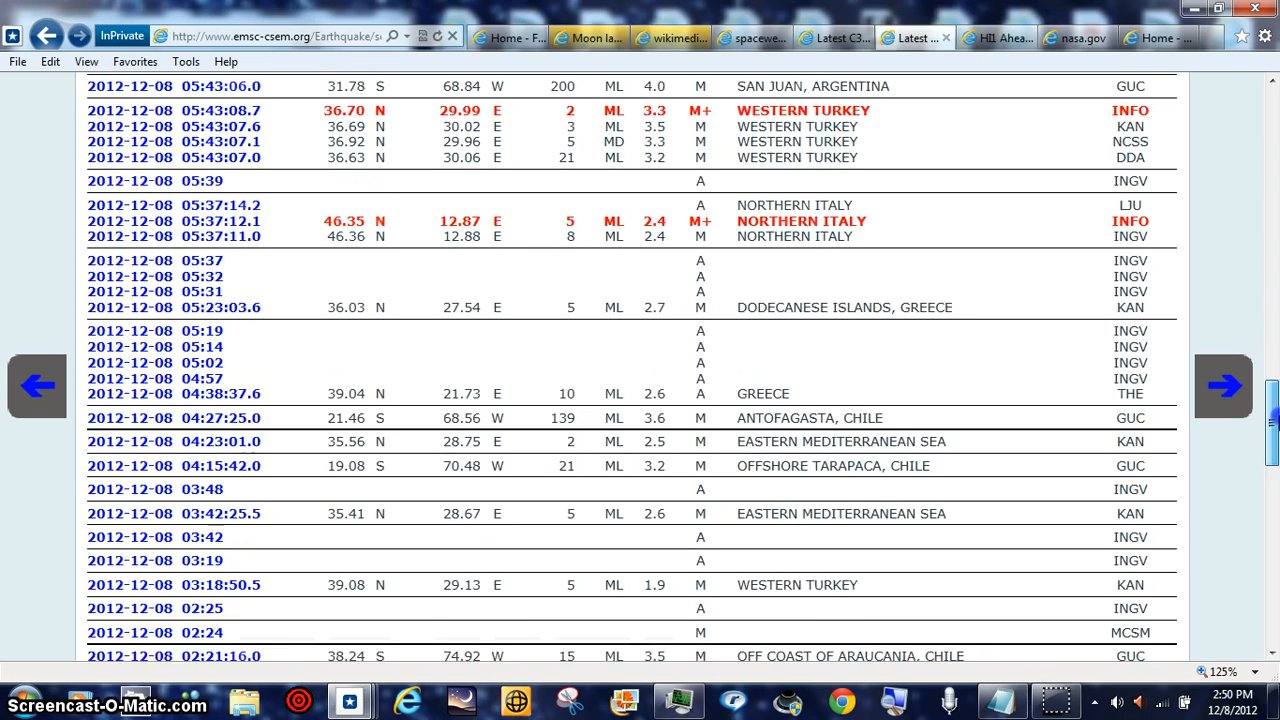 InPrivate http://www.emsc-csem.org/Earthquake/s Home - F... Moon la... wikimedi... spacewe... Latest C3... Latest ... HI1 Ahea... nasa.gov Home - ...
File Edit View Favorites Tools Help
2012-12-08 05:43:06.0 31.78 S 68.84 W 200 ML 4.0 M SAN JUAN, ARGENTINA GUC
2012-12-08 05:43:08.7 36.70 N 29.99 E 2 ML 3.3 M+ WESTERN TURKEY INFO
2012-12-08 05:43:07.6 36.69 N 30.02 E 3 ML 3.5 M WESTERN TURKEY KAN
2012-12-08 05:43:07.1 36.92 N 29.96 E 5 MD 3.3 M WESTERN TURKEY NCSS
2012-12-08 05:43:07.0 36.63 N 30.06 E 21 ML 3.2 M WESTERN TURKEY DDA
2012-12-08 05:39 A INGV
2012-12-08 05:37:14.2 A NORTHERN ITALY LJU
2012-12-08 05:37:12.1 46.35 N 12.87 E 5 ML 2.4 M+ NORTHERN ITALY INFO
2012-12-08 05:37:11.0 46.36 N 12.88 E 8 ML 2.4 M NORTHERN ITALY INGV
2012-12-08 05:37 A INGV
2012-12-08 05:32 A INGV
2012-12-08 05:31 A INGV
2012-12-08 05:23:03.6 36.03 N 27.54 E 5 ML 2.7 M DODECANESE ISLANDS, GREECE KAN
2012-12-08 05:19 A INGV
2012-12-08 05:14 A INGV
2012-12-08 05:02 A INGV
2012-12-08 04:57 A INGV
2012-12-08 04:38:37.6 39.04 N 21.73 E 10 ML 2.6 A GREECE THE
2012-12-08 04:27:25.0 21.46 S 68.56 W 139 ML 3.6 M ANTOFAGASTA, CHILE GUC
2012-12-08 04:23:01.0 35.56 N 28.75 E 2 ML 2.5 M EASTERN MEDITERRANEAN SEA KAN
2012-12-08 04:15:42.0 19.08 S 70.48 W 21 ML 3.2 M OFFSHORE TARAPACA, CHILE GUC
2012-12-08 03:48 A INGV
2012-12-08 03:42:25.5 35.41 N 28.67 E 5 ML 2.6 M EASTERN MEDITERRANEAN SEA KAN
2012-12-08 03:42 A INGV
2012-12-08 03:19 A INGV
2012-12-08 03:18:50.5 39.08 N 29.13 E 5 ML 1.9 M WESTERN TURKEY KAN
2012-12-08 02:25 A INGV
2012-12-08 02:24 M MCSM
2012-12-08 02:21:16.0 38.24 S 74.92 W 15 ML 3.5 M OFF COAST OF ARAUCANIA, CHILE GUC
125%
2:50 PM
12/8/2012
Screencast-O-Matic.com